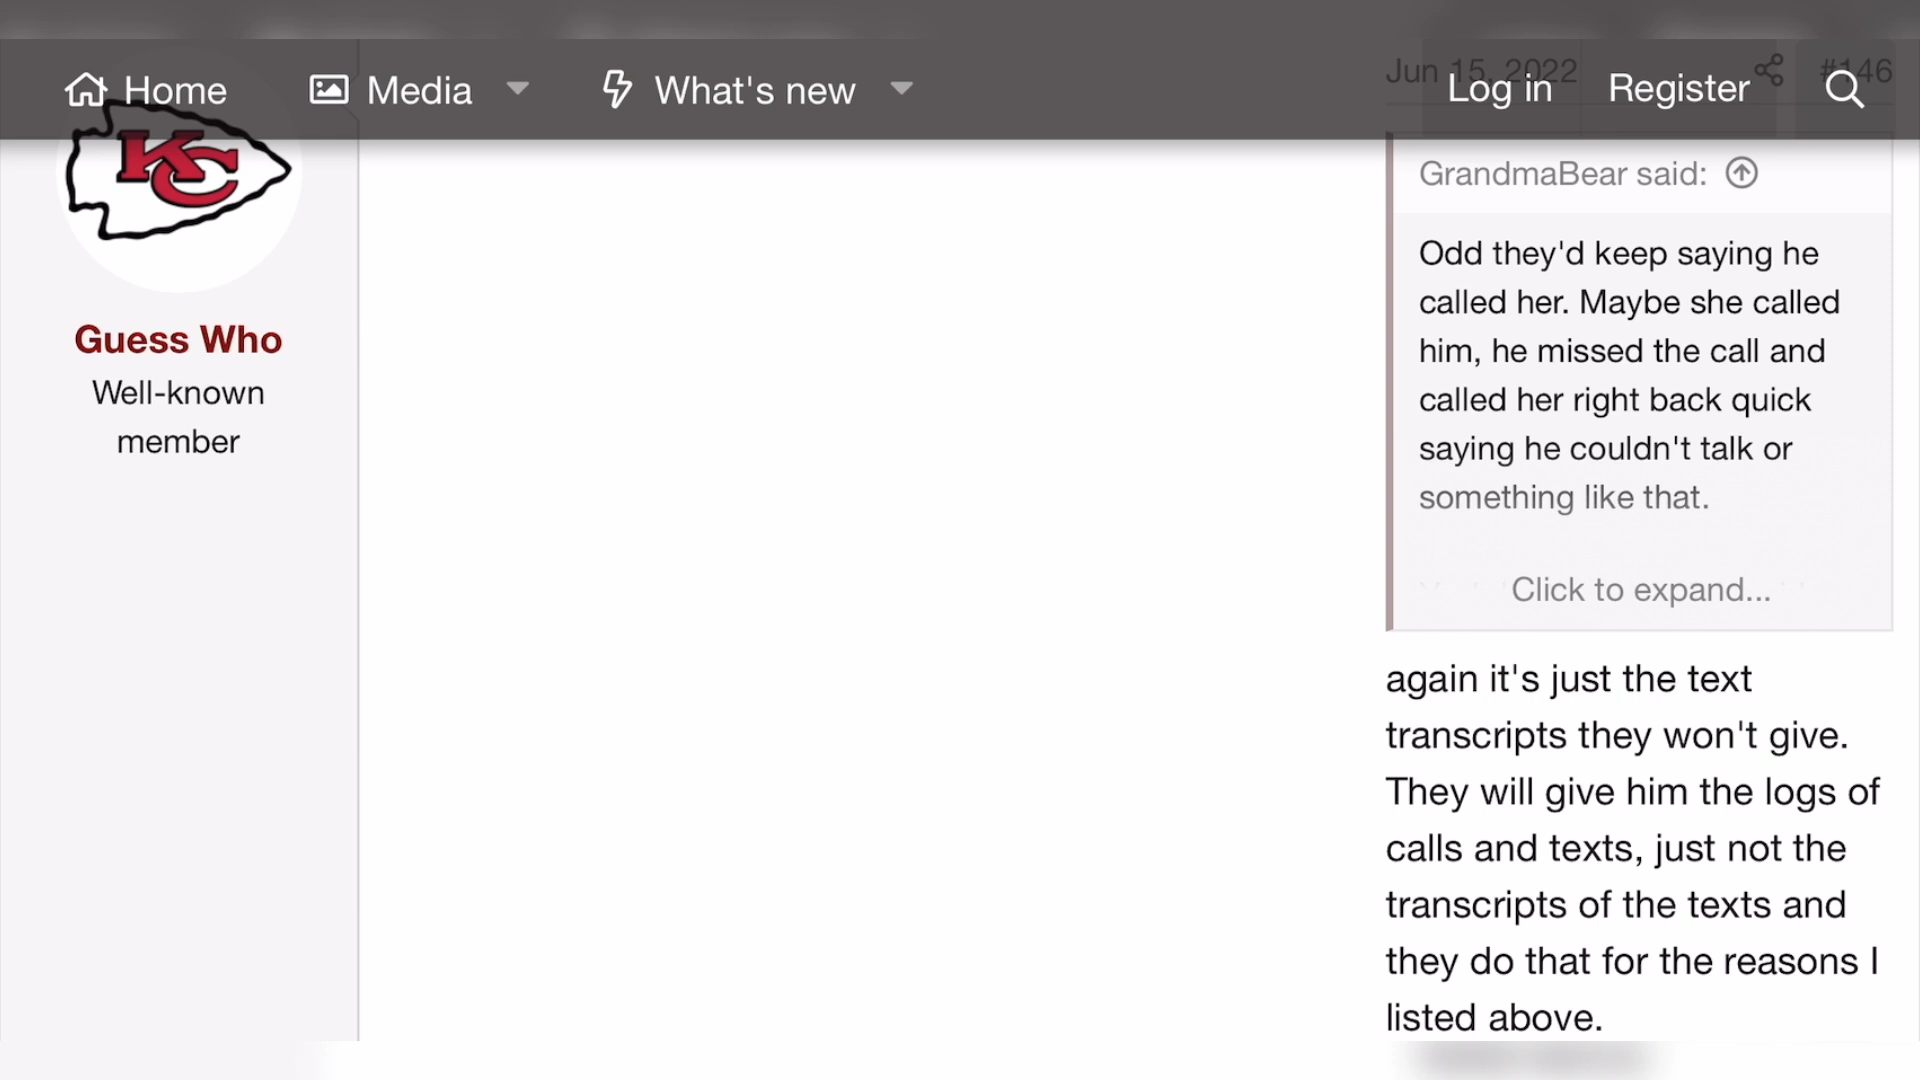 Home
Media
What's new
Log in
Register
Jun 15, 2022
#146
KC
Guess Who
Well-known
member
GrandmaBear said:
Odd they'd keep saying he
called her. Maybe she called
him, he missed the call and
called her right back quick
saying he couldn't talk or
something like that.
Click to expand...
again it's just the text
transcripts they won't give.
They will give him the logs of
calls and texts, just not the
transcripts of the texts and
they do that for the reasons I
listed above.